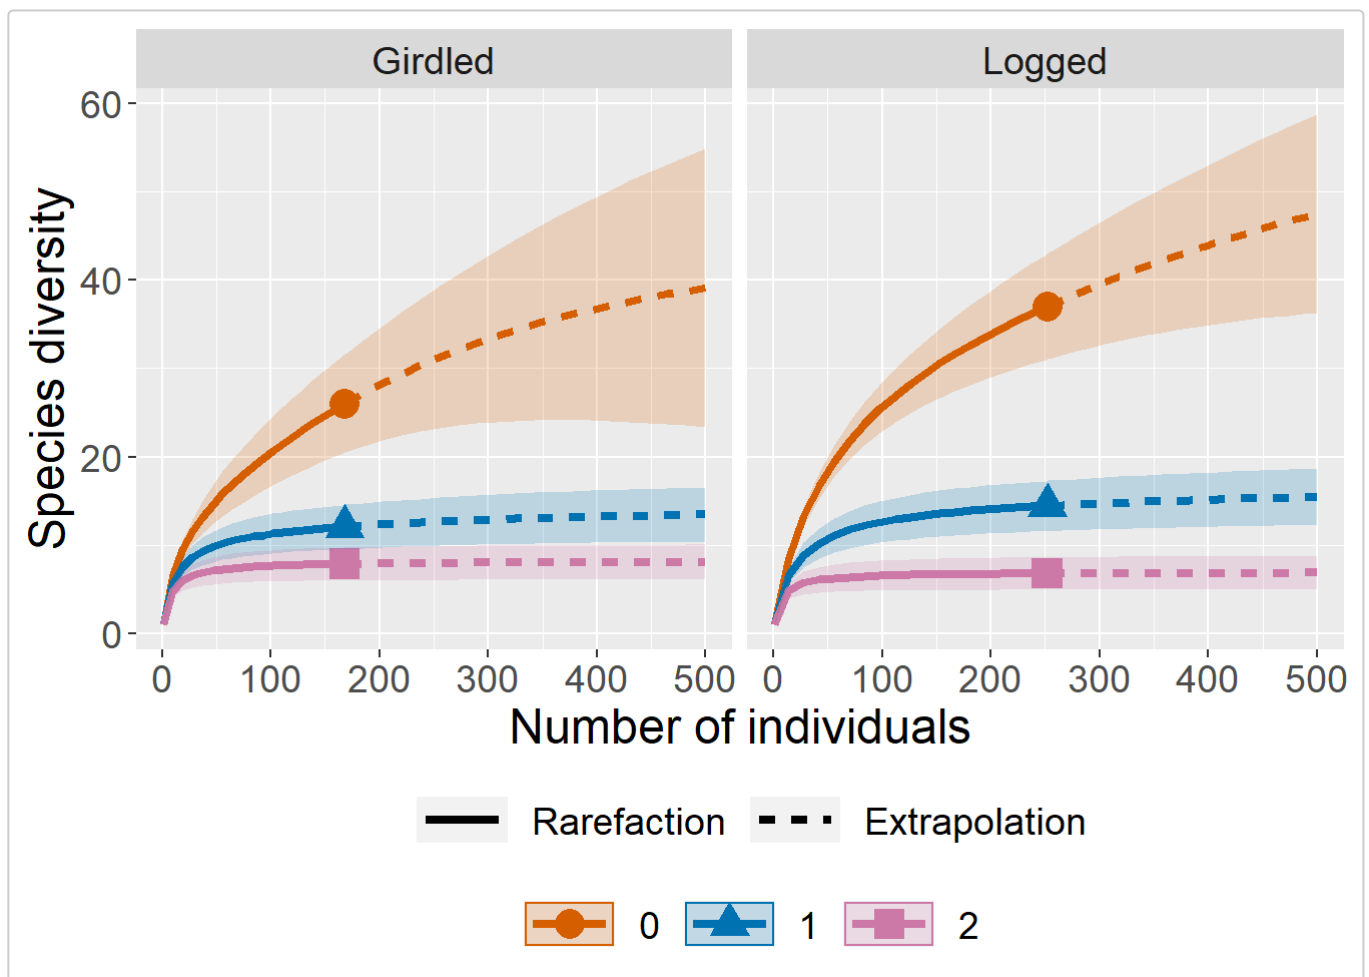 Girdled Logged
60
40
20
0
Species diversity
0 100 200 300 400 500 0 100 200 300 400 500
Number of individuals
Rarefaction Extrapolation
0 1 2